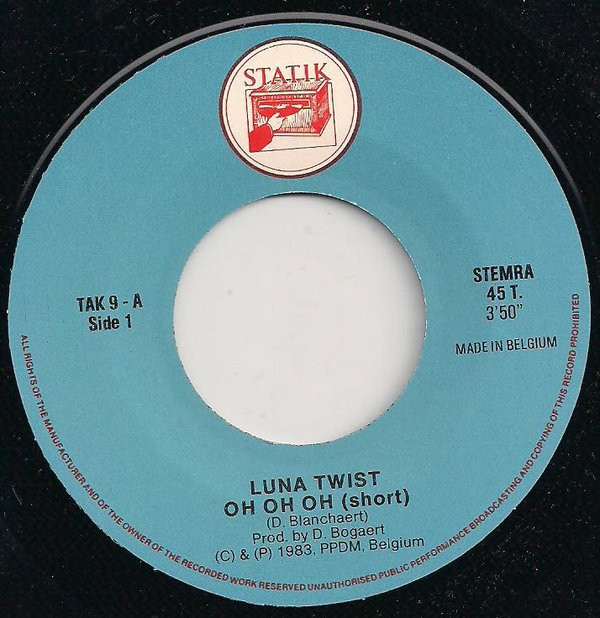 STATIK
TAK 9 - A
Side 1
STEMRA
45 T.
3'50"
MADE IN BELGIUM
LUNA TWIST
OH OH OH (short)
(D. Blanchaert)
Prod. by D. Bogaert
(C) & (P) 1983, PPDM, Belgium
ALL RIGHTS OF THE MANUFACTURER AND OF THE OWNER OF THE RECORDED WORK RESERVED UNAUTHORISED PUBLIC PERFORMANCE BROADCASTING AND COPYING OF THIS RECORD PROHIBITED